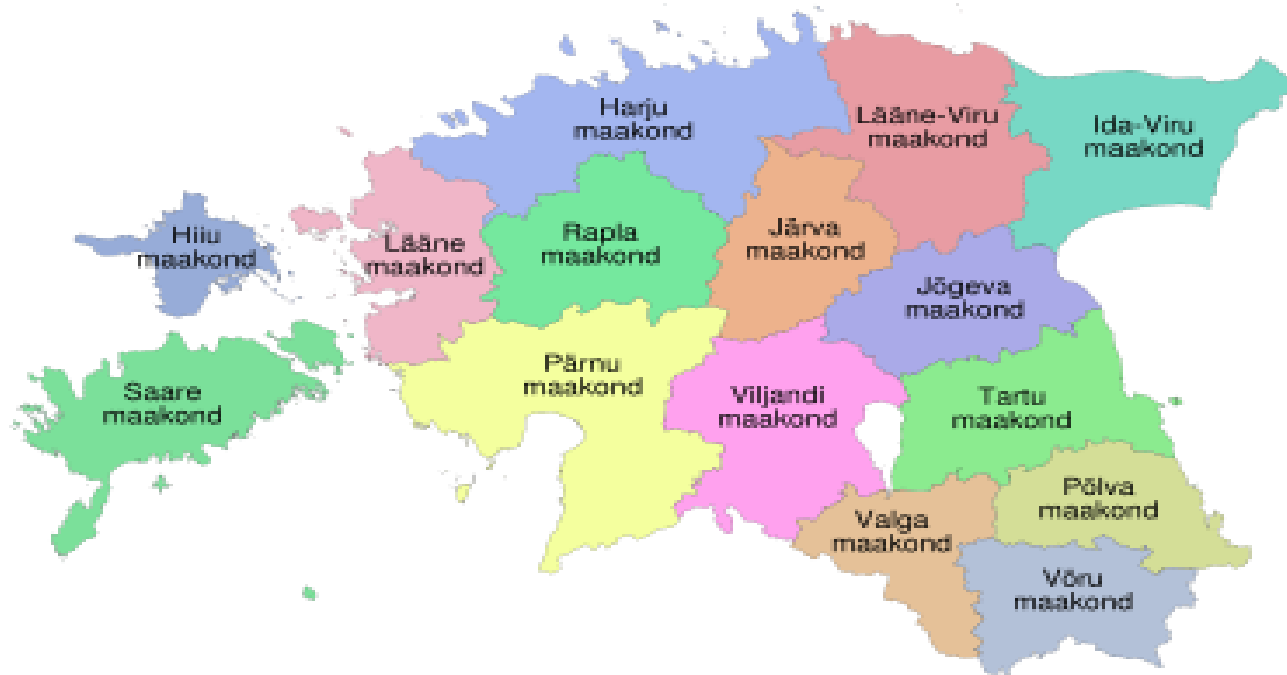 Harju
maakond
Lääne-Viru
maakond
Ida-Viru
maakond
Hiiu
maakond
Lääne
maakond
Rapla
maakond
Järva
maakond
Jõgeva
maakond
Saare
maakond
Pärnu
maakond
Viljandi
maakond
Tartu
maakond
Põlva
maakond
Valga
maakond
Võru
maakond